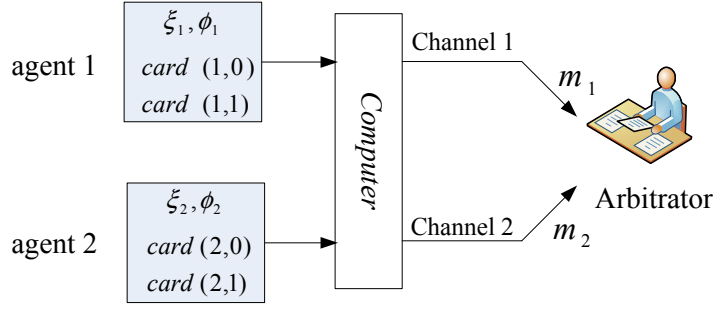 agent 1
ξ₁, ϕ₁
card (1,0)
card (1,1)
agent 2
ξ₂, ϕ₂
card (2,0)
card (2,1)
Computer
Channel 1
m₁
Channel 2
m₂
Arbitrator